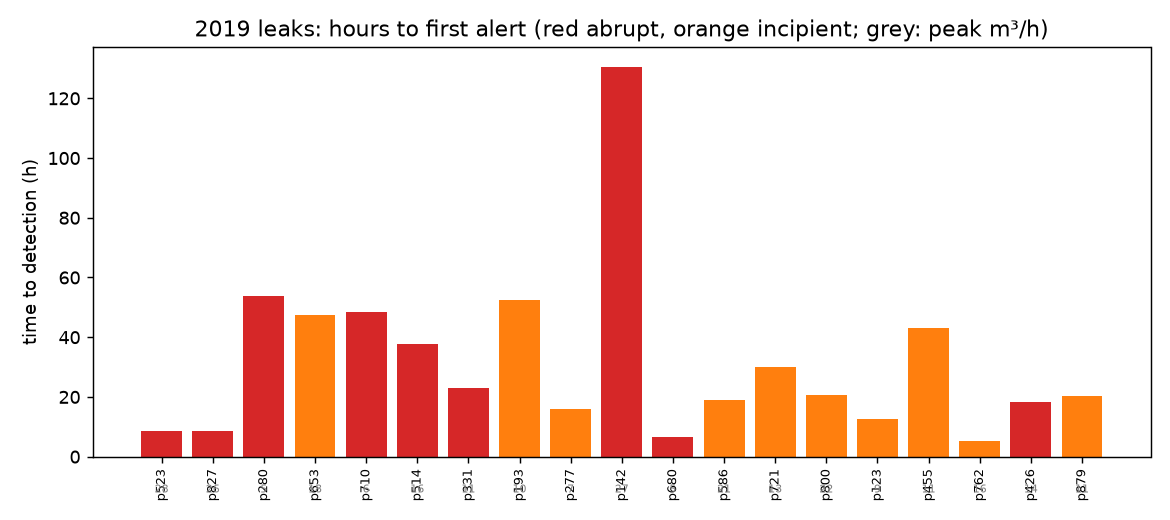 2019 leaks: hours to first alert (red abrupt, orange incipient; grey: peak m³/h)
time to detection (h)
120
100
80
60
40
20
0
p523
p827
p280
p653
p710
p514
p331
p193
p277
p142
p680
p586
p721
p800
p123
p455
p762
p426
p879